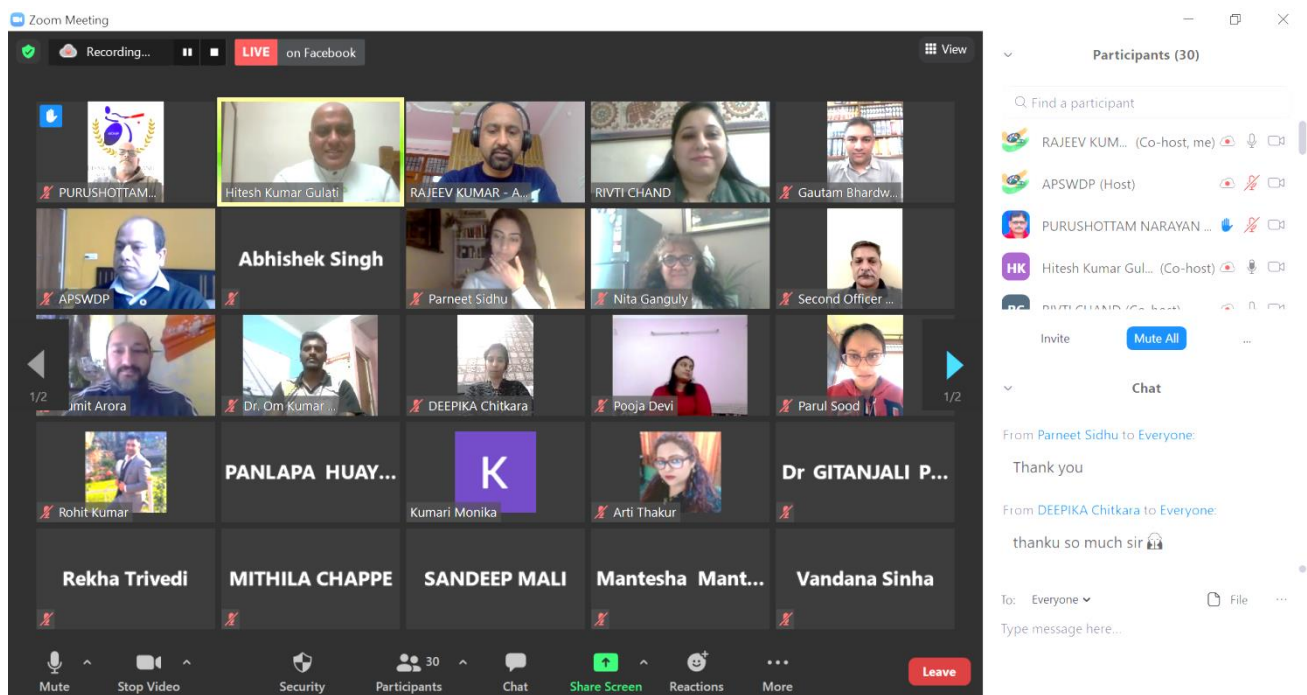 Zoom Meeting
Recording...
LIVE on Facebook
View
PURUSHOTTAM...
Hitesh Kumar Gulati
RAJEEV KUMAR - A...
RIVTI CHAND
Gautam Bhardw...
APSWDP
Abhishek Singh
Parneet Sidhu
Nita Ganguly
Second Officer ...
1/2
umit Arora
Dr. Om Kumar ...
DEEPIKA Chitkara
Pooja Devi
Parul Sood
1/2
Rohit Kumar
PANLAPA HUAY...
K
Kumari Monika
Arti Thakur
Dr GITANJALI P...
Rekha Trivedi
MITHILA CHAPPE
SANDEEP MALI
Mantesha Mant...
Vandana Sinha
Mute
Stop Video
Security
30
Participants
Chat
Share Screen
Reactions
More
Leave
Participants (30)
Find a participant
RAJEEV KUM... (Co-host, me)
APSWDP (Host)
PURUSHOTTAM NARAYAN ...
HK Hitesh Kumar Gul... (Co-host)
RIVTI CHAND (Co-host)
Invite
Mute All
...
Chat
From Parneet Sidhu to Everyone:
Thank you
From DEEPIKA Chitkara to Everyone:
thanku so much sir
To: Everyone
File
...
Type message here...